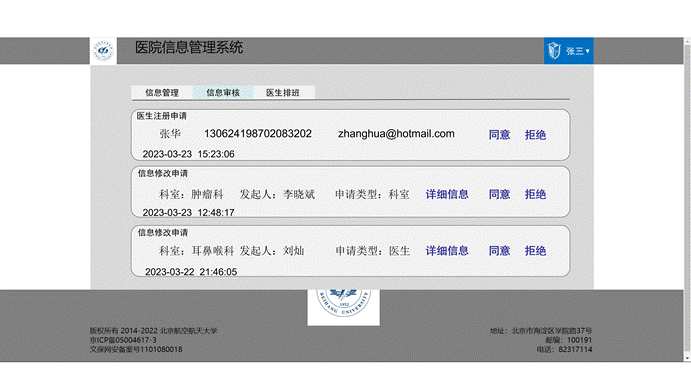 医院信息管理系统
张三
信息管理 信息审核 医生排班
医生注册申请
张华 130624198702083202 zhanghua@hotmail.com 同意 拒绝
2023-03-23 15:23:06
信息修改申请
科室：肿瘤科 发起人：李晓斌 申请类型：科室 详细信息 同意 拒绝
2023-03-23 12:48:17
信息修改申请
科室：耳鼻喉科 发起人：刘灿 申请类型：医生 详细信息 同意 拒绝
2023-03-22 21:46:05
BEIHANG UNIVERSITY
1952
版权所有 2014-2022 北京航空航天大学 地址：北京市海淀区学院路37号
京ICP备05004617-3 邮编：100191
文保网安备案号1101080018 电话：82317114